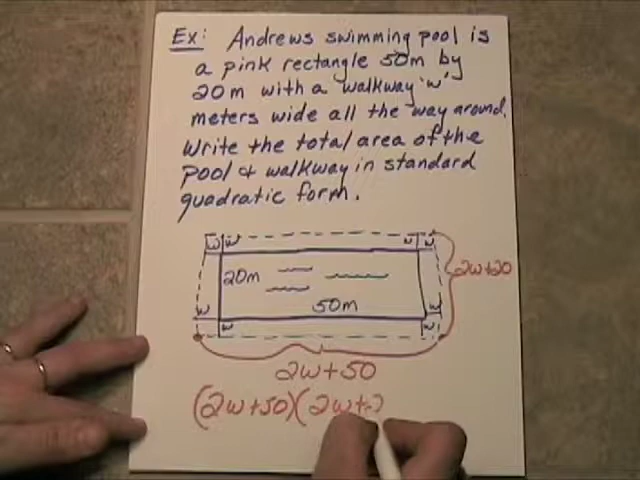 Ex: Andrews swimming pool is
a pink rectangle 50m by
20m with a walkway 'w'
meters wide all the way around.
Write the total area of the
pool & walkway in standard
quadratic form.
w w w w
20m
2w+20
50m
w w w w
2w+50
(2w+50)(2w+2